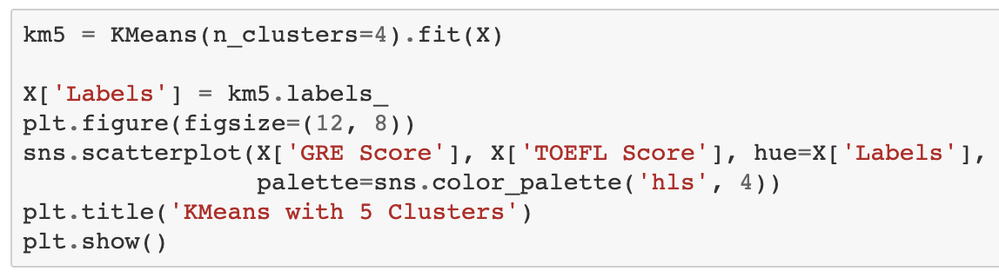 km5 = KMeans(n_clusters=4).fit(X)
X['Labels'] = km5.labels_
plt.figure(figsize=(12, 8))
sns.scatterplot(X['GRE Score'], X['TOEFL Score'], hue=X['Labels'],
palette=sns.color_palette('hls', 4))
plt.title('KMeans with 5 Clusters')
plt.show()